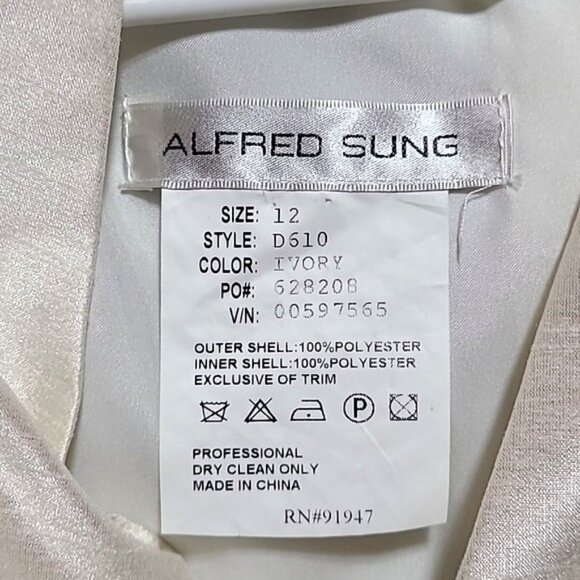 ALFRED SUNG
SIZE: 12
STYLE: D610
COLOR: IVORY
PO#: 628208
V/N: 00597565
OUTER SHELL:100%POLYESTER
INNER SHELL:100%POLYESTER
EXCLUSIVE OF TRIM
P
PROFESSIONAL
DRY CLEAN ONLY
MADE IN CHINA
RN#91947